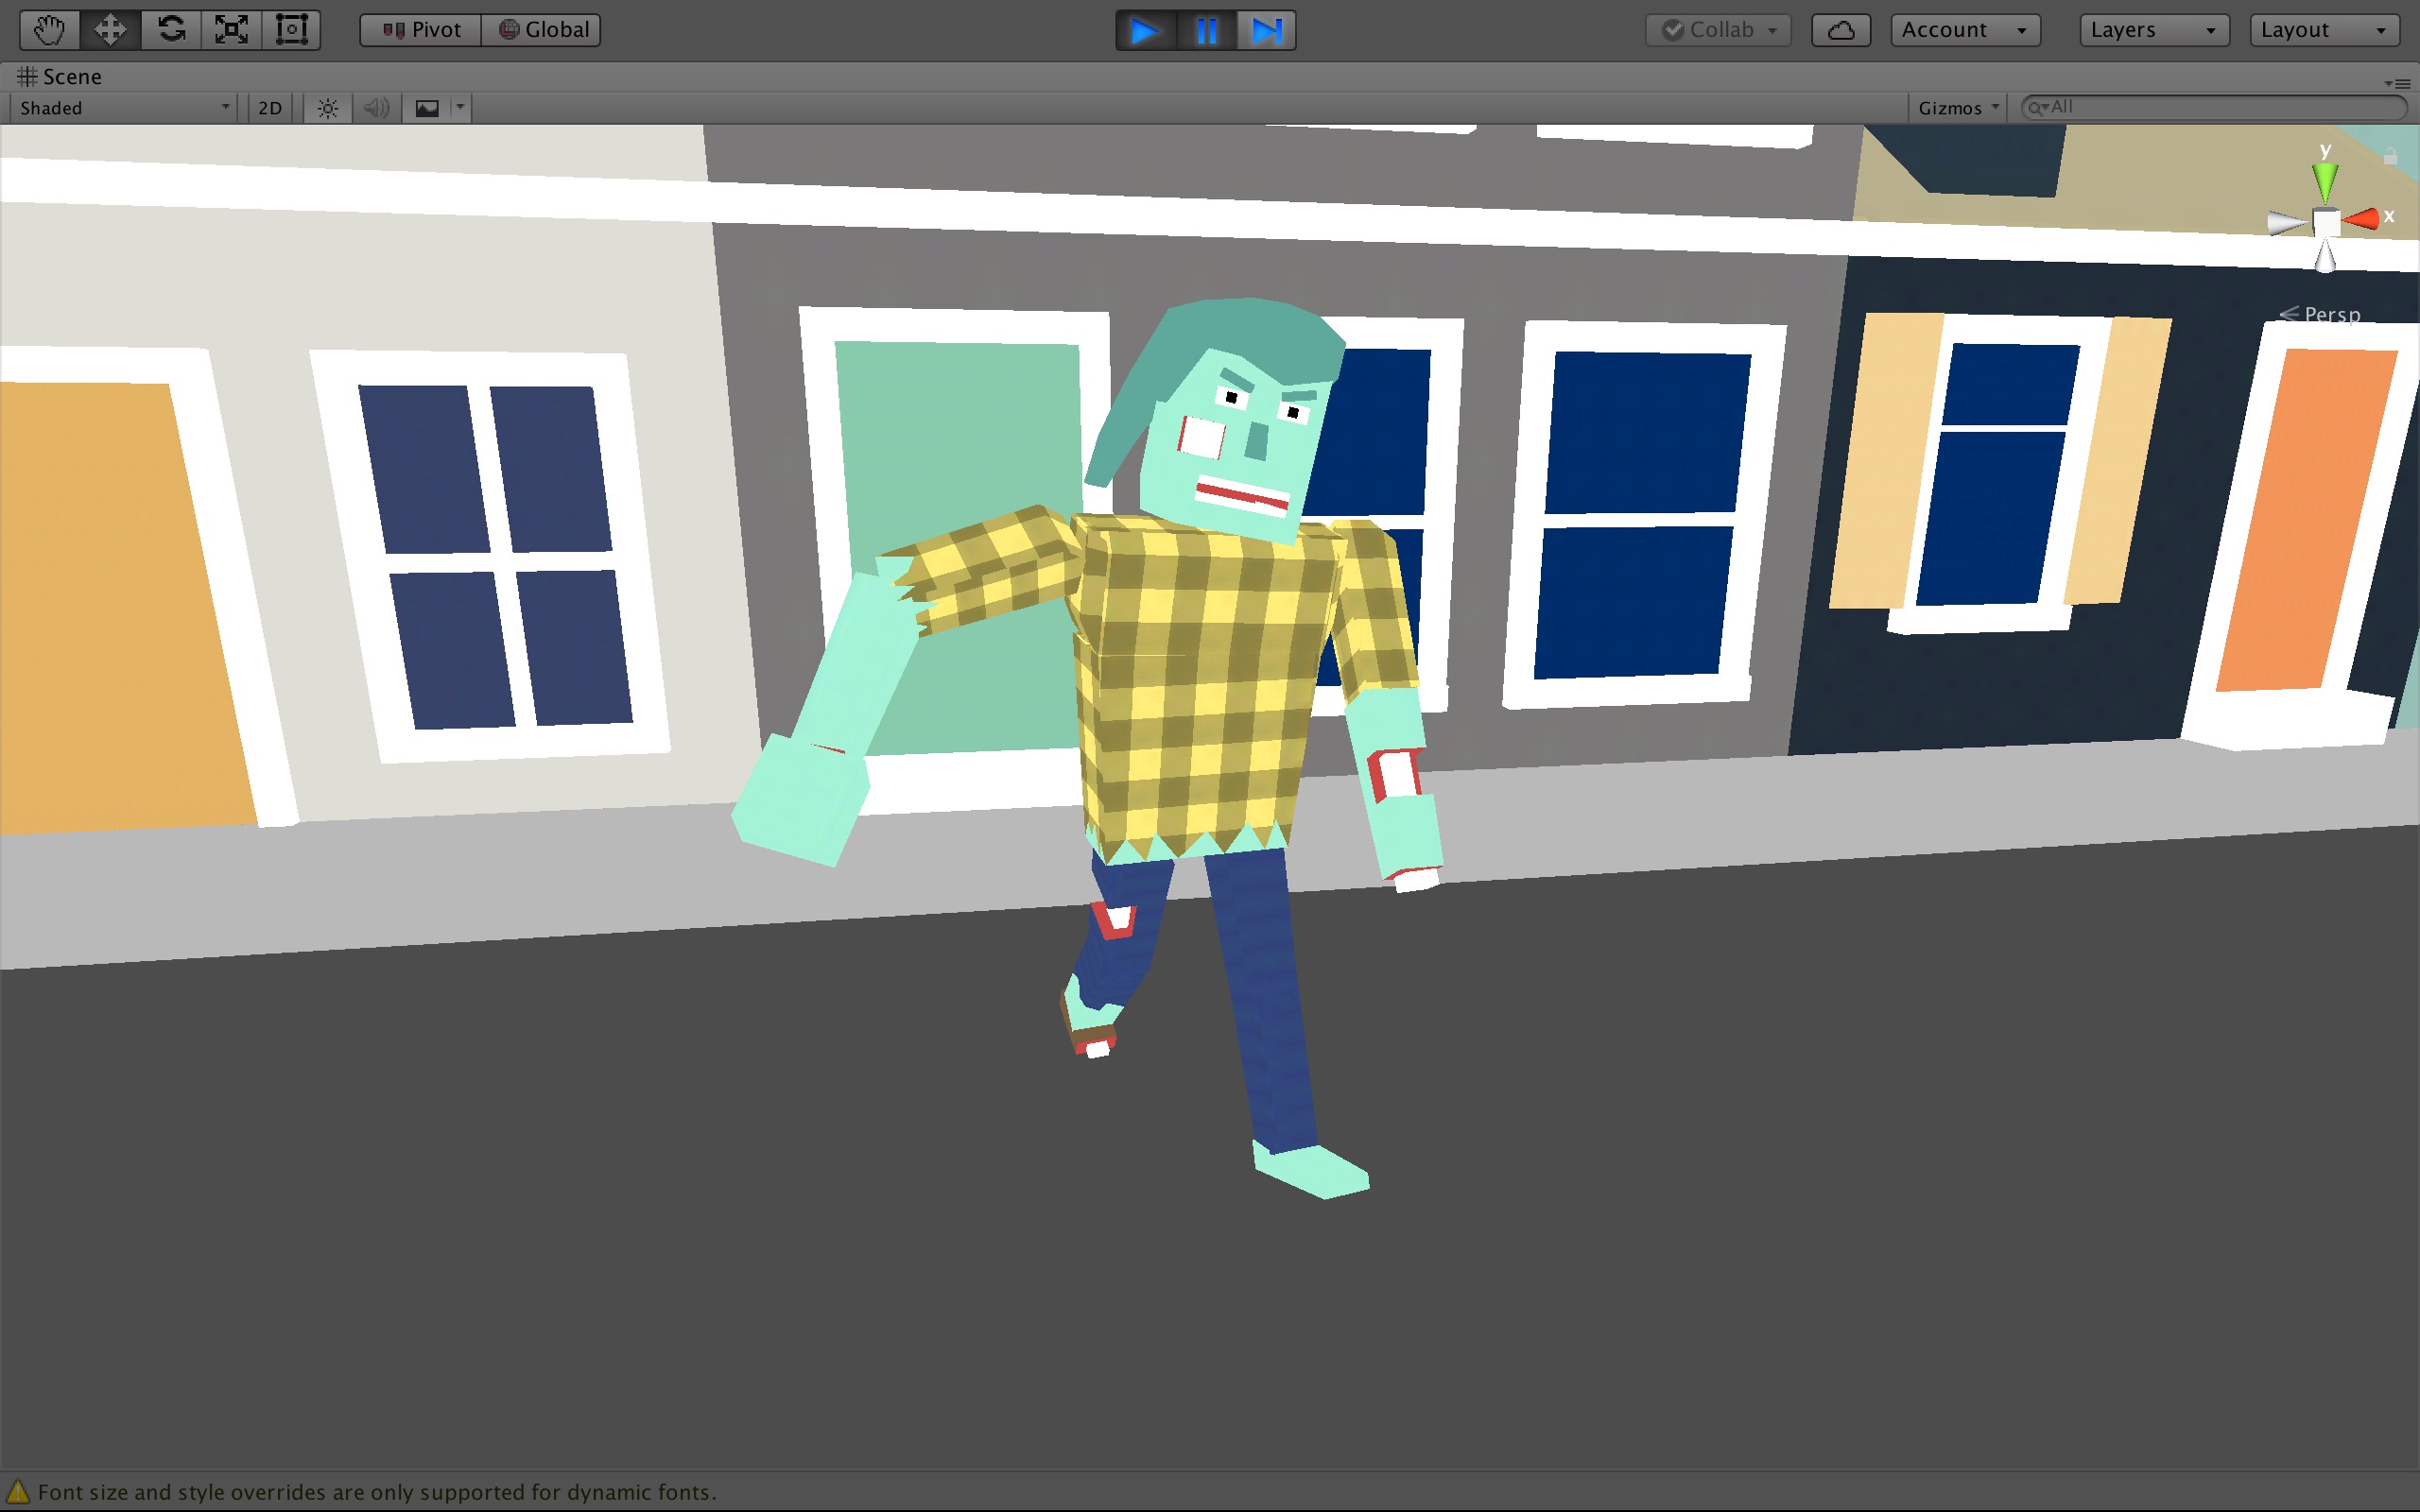 Pivot Global Collab Account Layers Layout
Scene
Shaded 2D Gizmos All
y
x
Persp
Font size and style overrides are only supported for dynamic fonts.